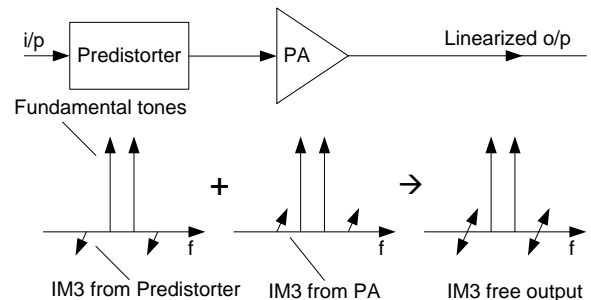 i/p
Predistorter
PA
Linearized o/p
Fundamental tones
+
→
f
f
f
IM3 from Predistorter
IM3 from PA
IM3 free output